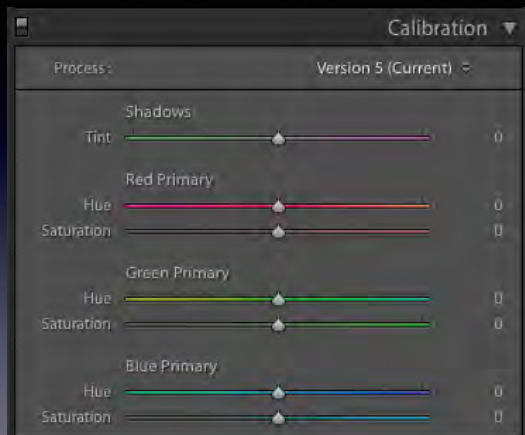 Calibration
Process : Version 5 (Current)
Shadows
Tint 0
Red Primary
Hue 0
Saturation 0
Green Primary
Hue 0
Saturation 0
Blue Primary
Hue 0
Saturation 0